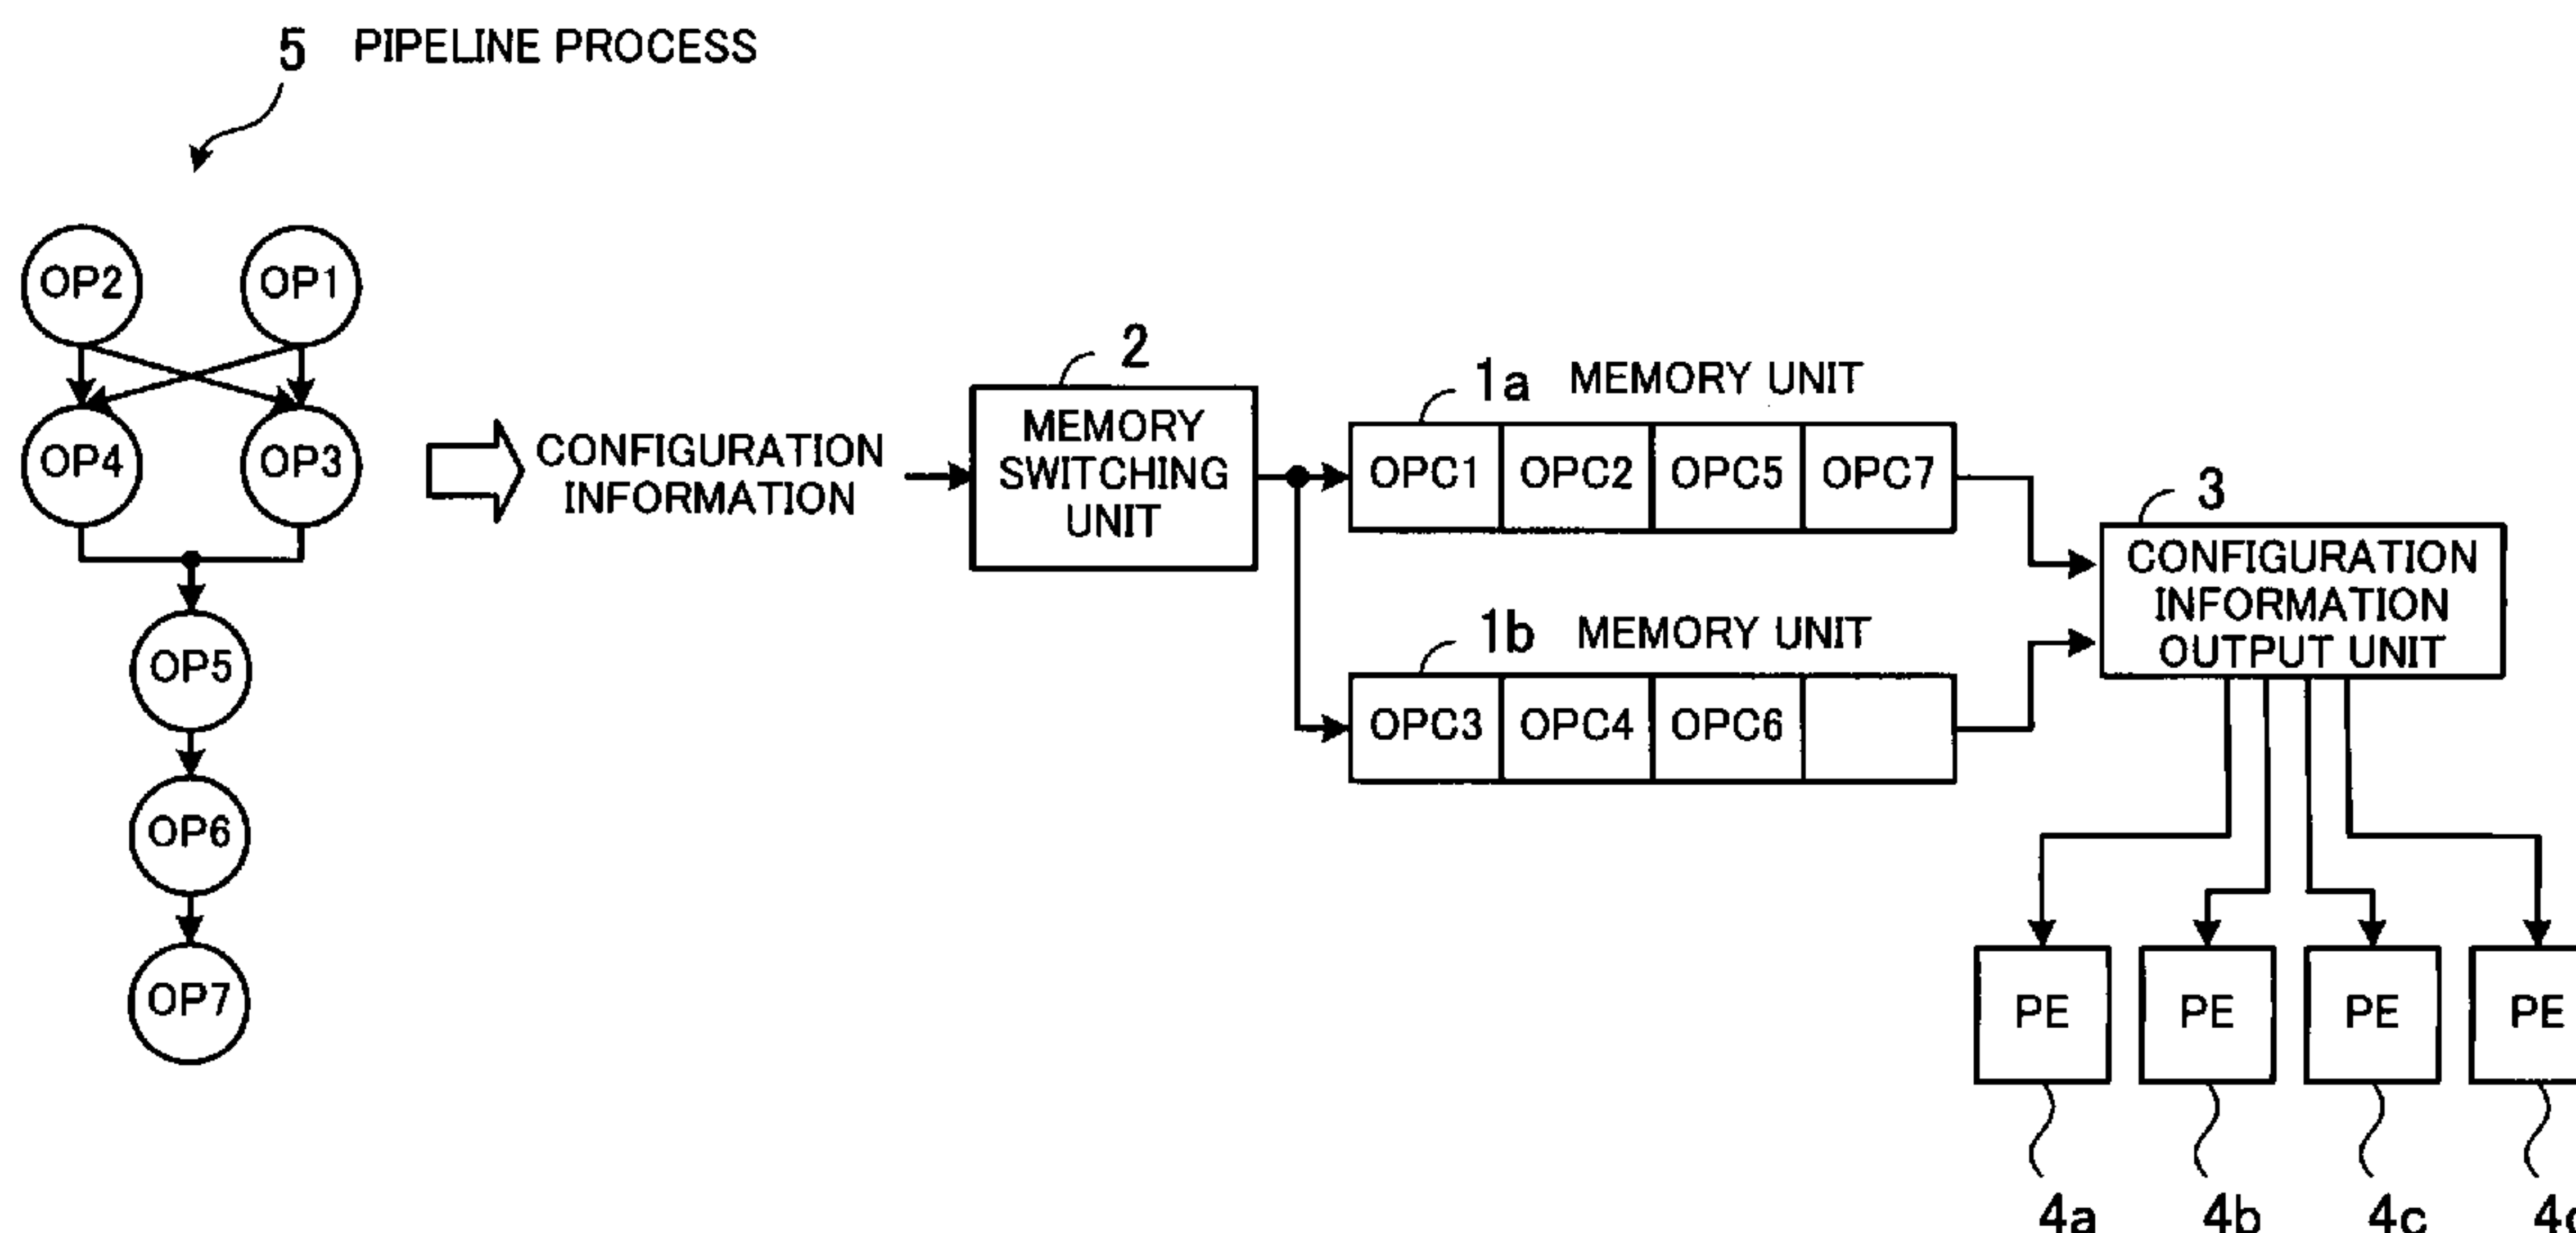 5 PIPELINE PROCESS
OP2 OP1
OP4 OP3
OP5
OP6
OP7
CONFIGURATION
INFORMATION
2
MEMORY
SWITCHING
UNIT
1a MEMORY UNIT
OPC1 OPC2 OPC5 OPC7
1b MEMORY UNIT
OPC3 OPC4 OPC6
3
CONFIGURATION
INFORMATION
OUTPUT UNIT
PE PE PE PE
4a 4b 4c